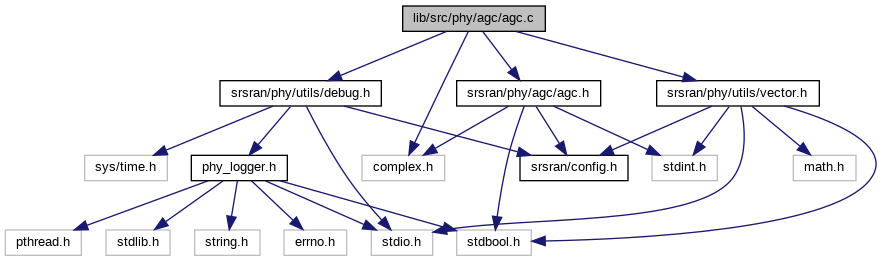 lib/src/phy/agc/agc.c
srsran/phy/utils/debug.h
srsran/phy/agc/agc.h
srsran/phy/utils/vector.h
sys/time.h
phy_logger.h
complex.h
srsran/config.h
stdint.h
math.h
pthread.h
stdlib.h
string.h
errno.h
stdio.h
stdbool.h